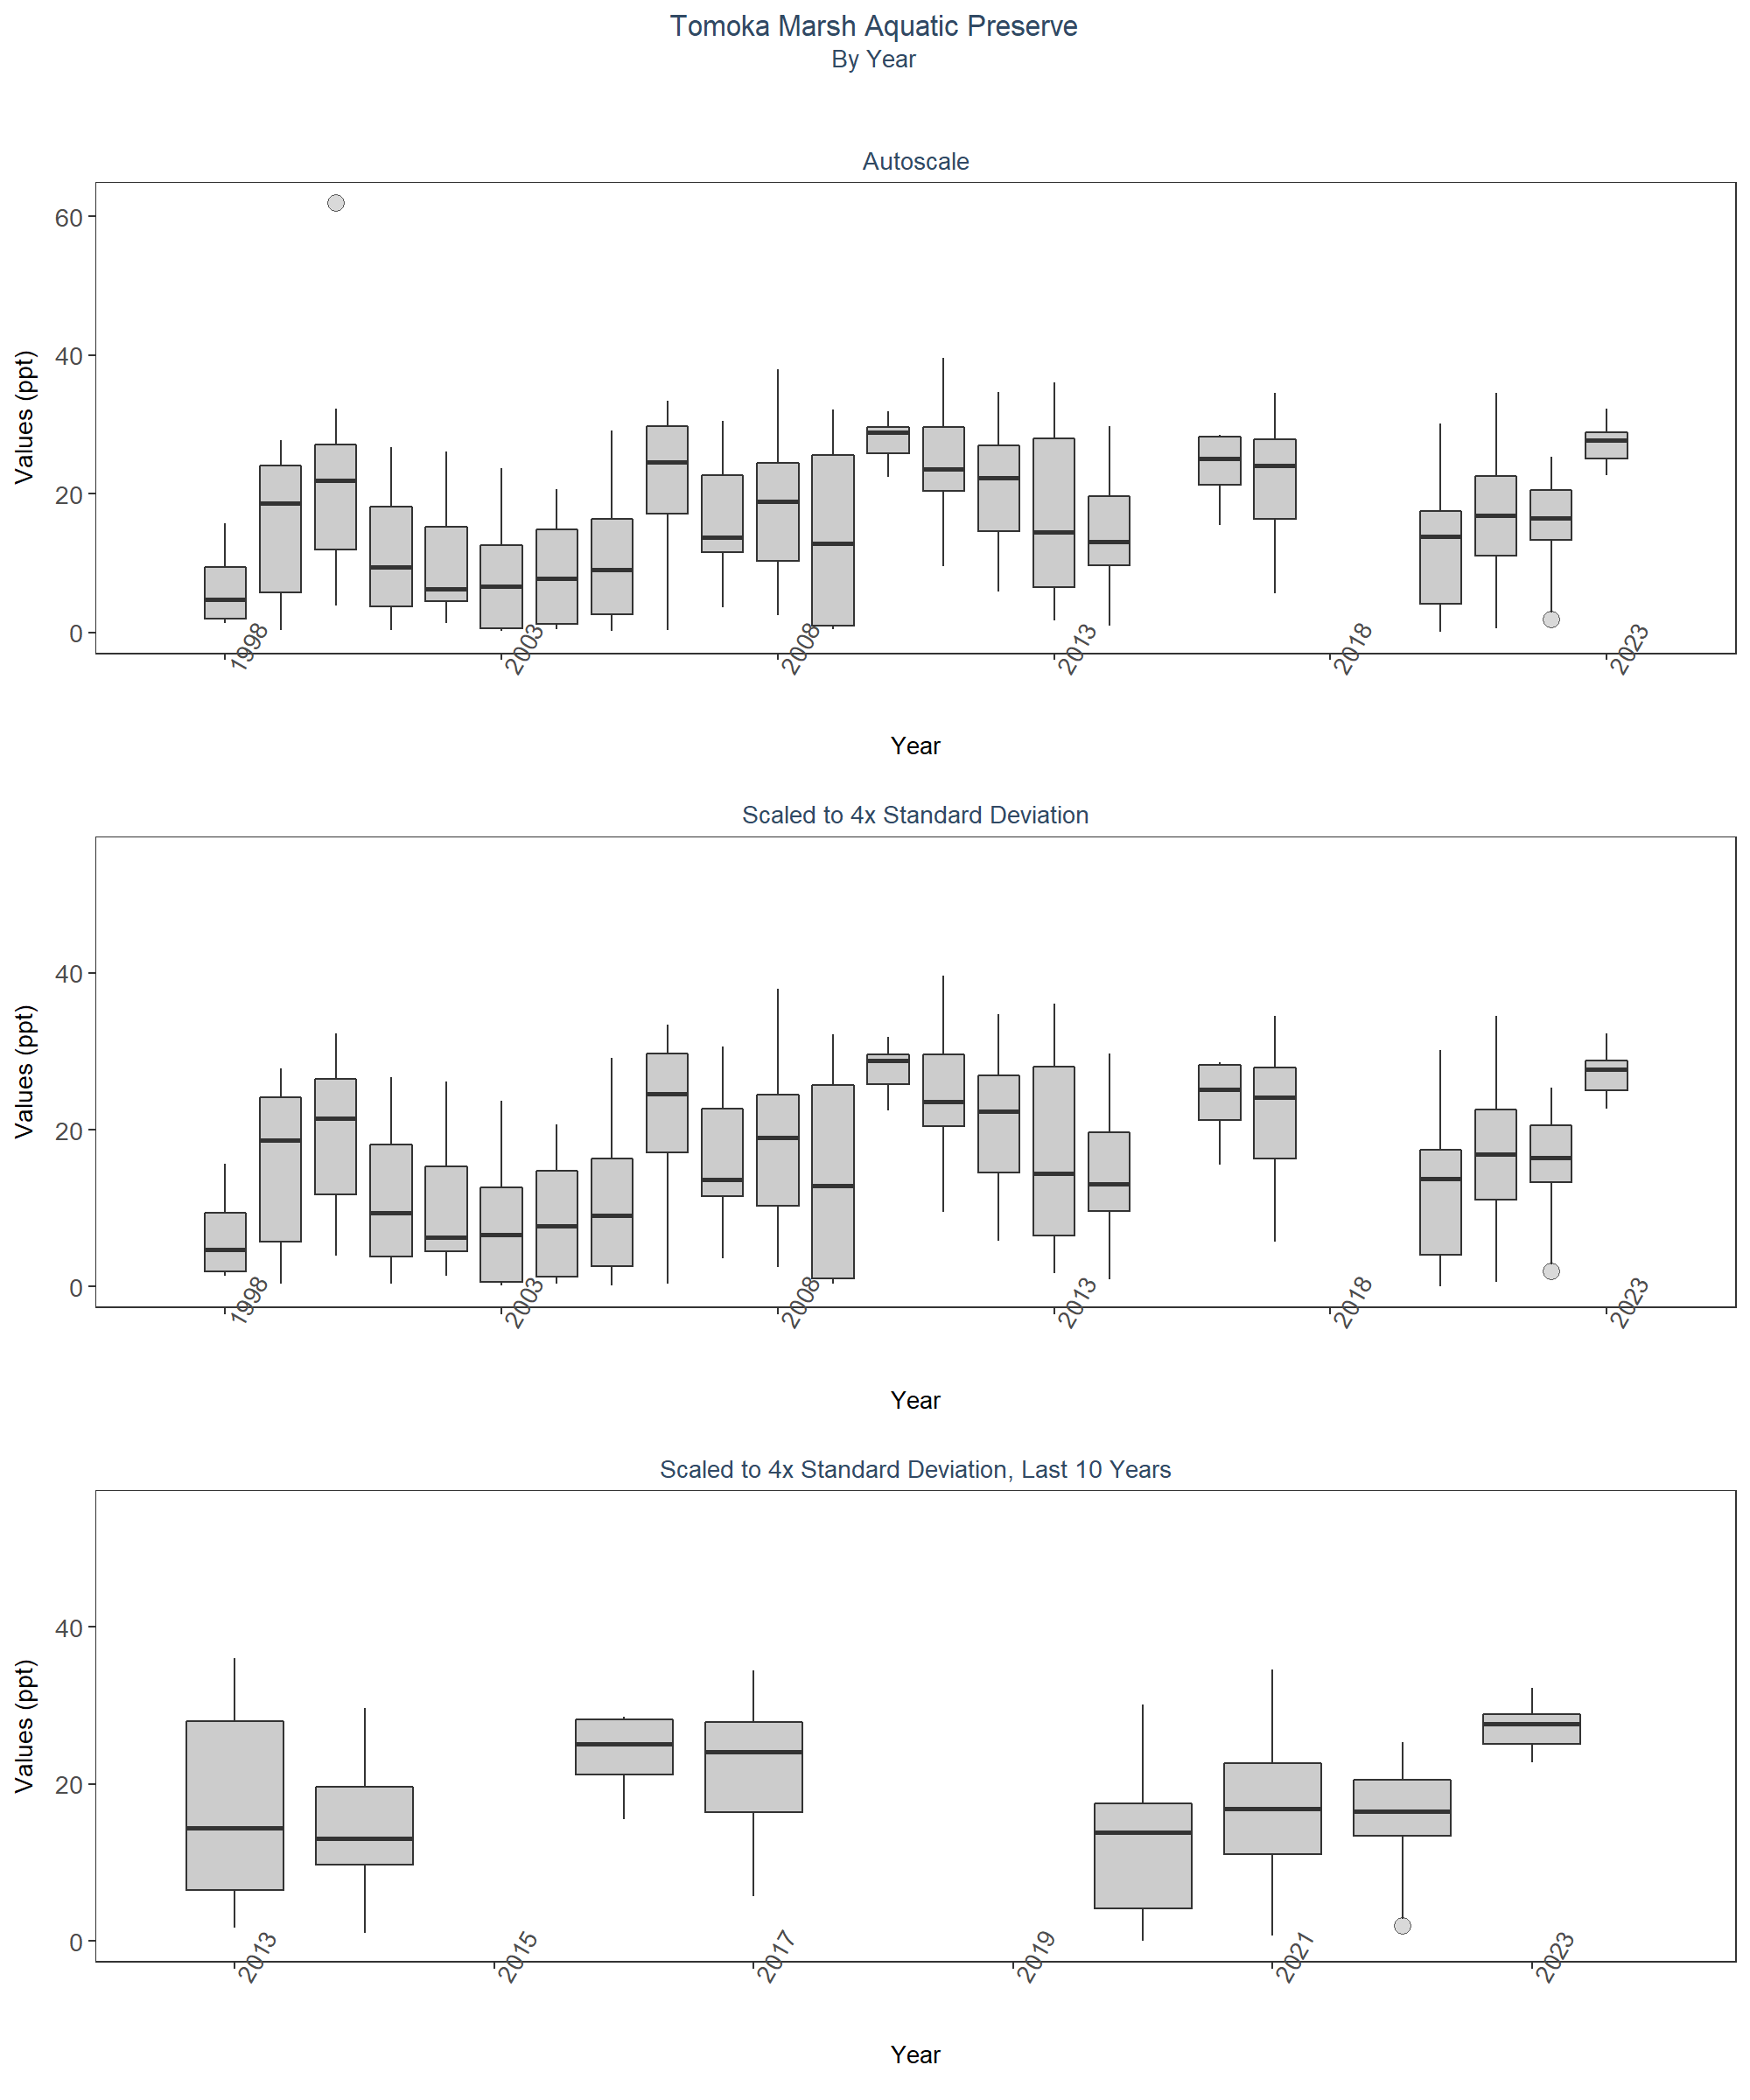 Tomoka Marsh Aquatic Preserve
By Year
Autoscale
Values (ppt)
60
40
20
0
1998
2003
2008
2013
2018
2023
Year
Scaled to 4x Standard Deviation
Values (ppt)
40
20
0
1998
2003
2008
2013
2018
2023
Year
Scaled to 4x Standard Deviation, Last 10 Years
Values (ppt)
40
20
0
2013
2015
2017
2019
2021
2023
Year